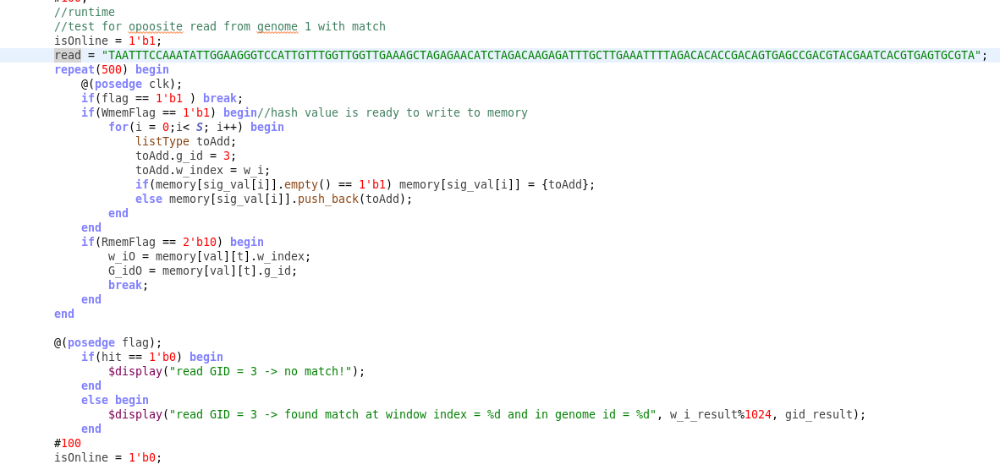 #100;
//runtime
//test for opoosite read from genome 1 with match
isOnline = 1'b1;
read = "TAATTTCCAAATATTGGAAGGGTCCATTGTTTGGTTGGTTGAAAGCTAGAGAACATCTAGACAAGAGATTTGCTTGAAATTTTAGACACACCGACAGTGAGCCGACGTACGAATCACGTGAGTGCGTA";
repeat(500) begin
    @(posedge clk);
    if(flag == 1'b1 ) break;
    if(WmemFlag == 1'b1) begin//hash value is ready to write to memory
        for(i = 0;i< S; i++) begin
            listType toAdd;
            toAdd.g_id = 3;
            toAdd.w_index = w_i;
            if(memory[sig_val[i]].empty() == 1'b1) memory[sig_val[i]] = {toAdd};
            else memory[sig_val[i]].push_back(toAdd);
        end
    end
    if(RmemFlag == 2'b10) begin
        w_iO = memory[val][t].w_index;
        G_idO = memory[val][t].g_id;
        break;
    end
end
@(posedge flag);
    if(hit == 1'b0) begin
        $display("read GID = 3 -> no match!");
    end
    else begin
        $display("read GID = 3 -> found match at window index = %d and in genome id = %d", w_i_result%1024, gid_result);
    end
#100
isOnline = 1'b0;